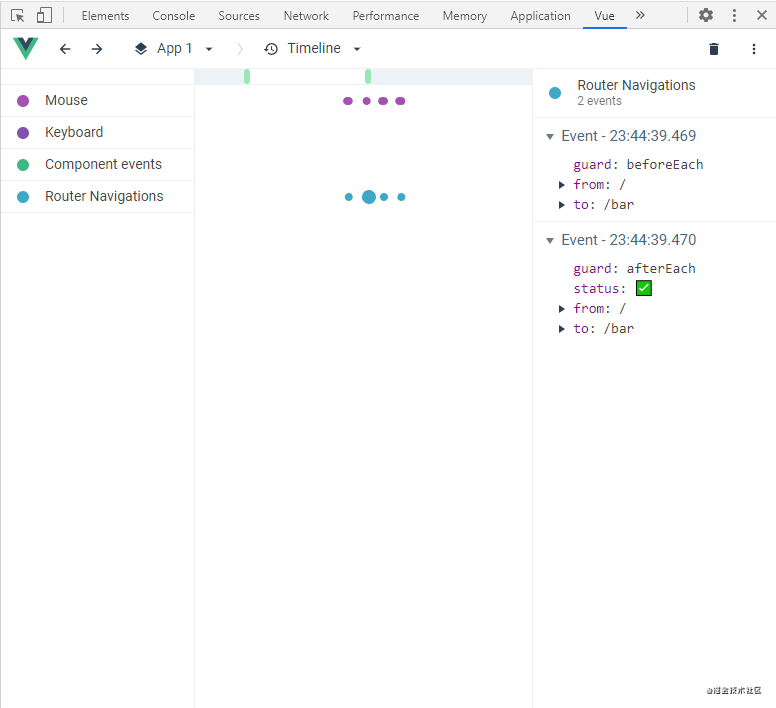 Elements Console Sources Network Performance Memory Application Vue
App 1 Timeline
Mouse
Keyboard
Component events
Router Navigations
Router Navigations
2 events
Event - 23:44:39.469
guard: beforeEach
from: /
to: /bar
Event - 23:44:39.470
guard: afterEach
status: ✅
from: /
to: /bar
@掘金技术社区